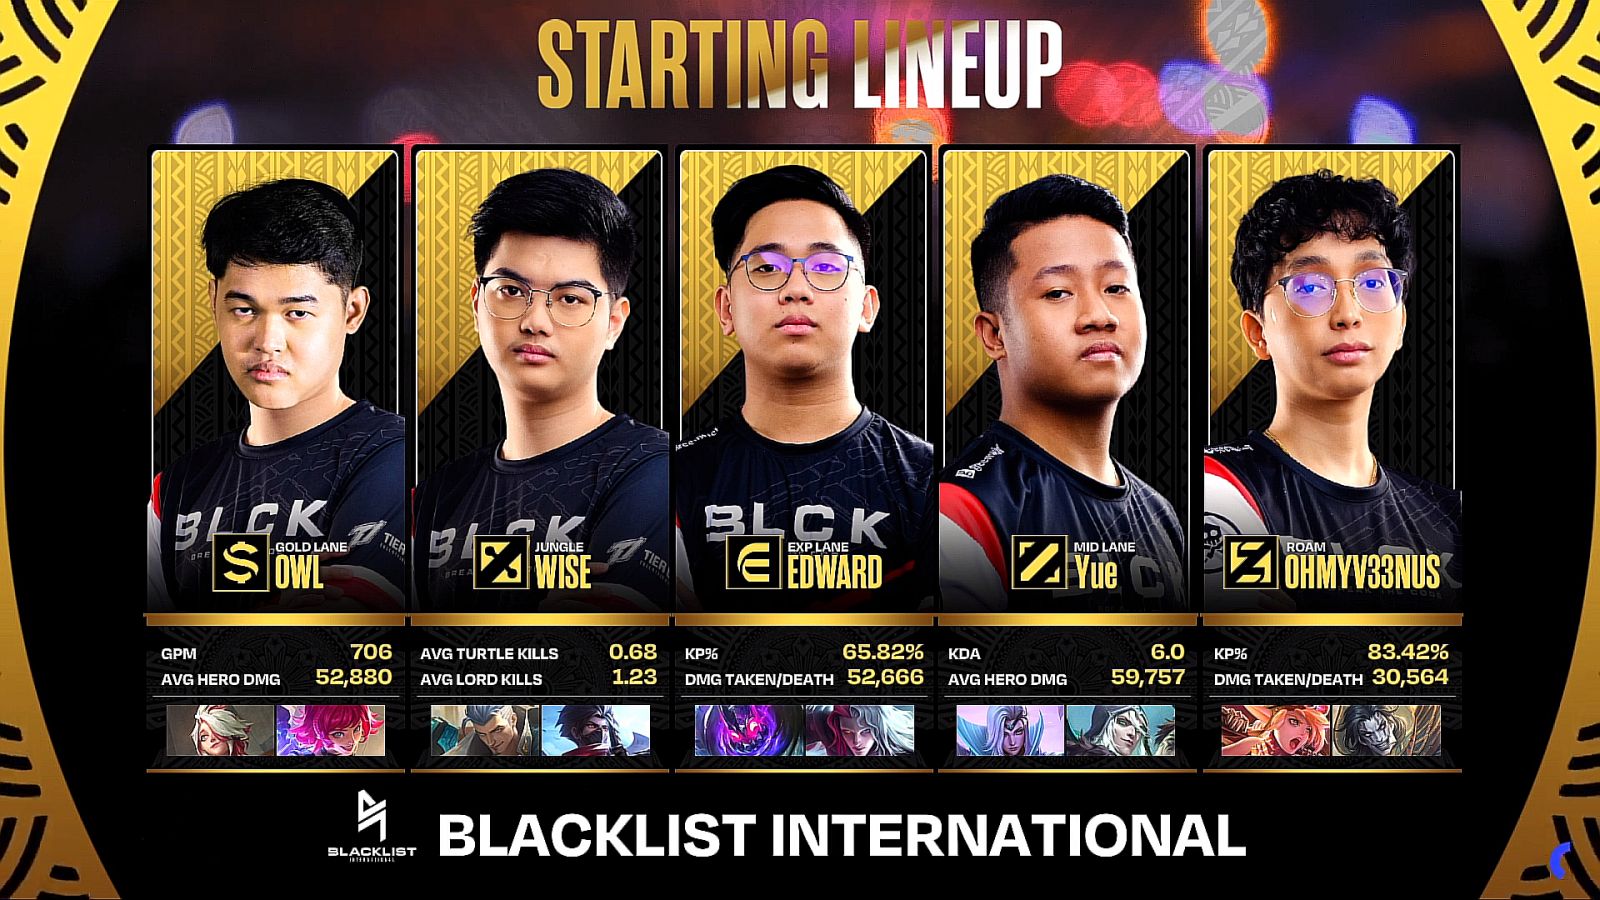 STARTING LINEUP
BLCK
GOLD LANE
OWL
GPM 706
AVG HERO DMG 52,880
BLCK
JUNGLE
WISE
AVG TURTLE KILLS 0.68
AVG LORD KILLS 1.23
BLCK
EXP LANE
EDWARD
KP% 65.82%
DMG TAKEN/DEATH 52,666
MID LANE
Yue
KDA 6.0
AVG HERO DMG 59,757
ROAM
OHMYV33NUS
KP% 83.42%
DMG TAKEN/DEATH 30,564
BLACKLIST
INTERNATIONAL
BLACKLIST INTERNATIONAL